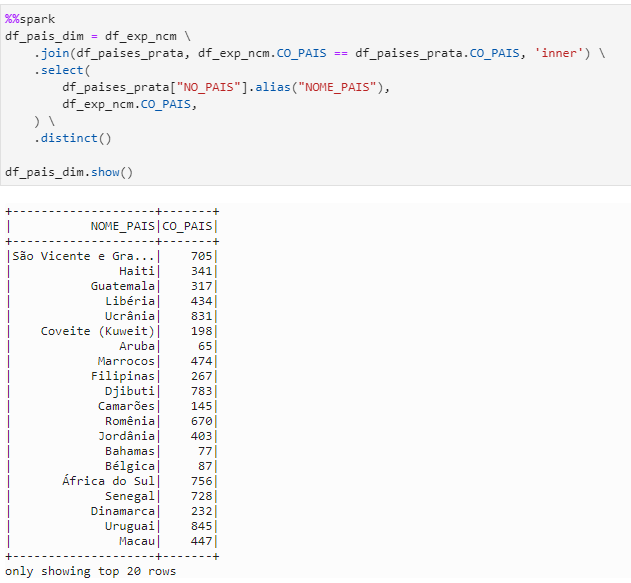 %%spark
df_pais_dim = df_exp_ncm \
    .join(df_paises_prata, df_exp_ncm.CO_PAIS == df_paises_prata.CO_PAIS, 'inner') \
    .select(
        df_paises_prata["NO_PAIS"].alias("NOME_PAIS"),
        df_exp_ncm.CO_PAIS,
    ) \
    .distinct()
df_pais_dim.show()
+--------------------+-------+
|           NOME_PAIS|CO_PAIS|
+--------------------+-------+
|São Vicente e Gra...|    705|
|               Haiti|    341|
|           Guatemala|    317|
|             Libéria|    434|
|             Ucrânia|    831|
|    Coveite (Kuweit)|    198|
|               Aruba|     65|
|            Marrocos|    474|
|           Filipinas|    267|
|             Djibuti|    783|
|            Camarões|    145|
|             Romênia|    670|
|            Jordânia|    403|
|             Bahamas|     77|
|             Bélgica|     87|
|       África do Sul|    756|
|             Senegal|    728|
|           Dinamarca|    232|
|             Uruguai|    845|
|               Macau|    447|
+--------------------+-------+
only showing top 20 rows